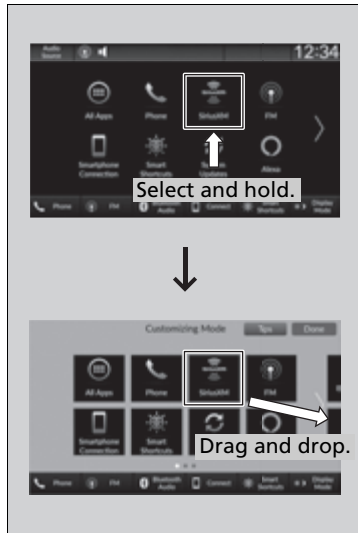 Audio
Source
12:34
All Apps
Phone
SiriusXM
FM
Smartphone
Connection
Smart
Shortcuts
System
Updates
Alexa
Select and hold.
Phone
FM
Bluetooth
Audio
Connect
Smart
Shortcuts
Display
Mode
Customizing Mode
Tips
Done
All Apps
Phone
SiriusXM
FM
Smartphone
Connection
Smart
Shortcuts
Drag and drop.
Phone
FM
Bluetooth
Audio
Connect
Smart
Shortcuts
Display
Mode